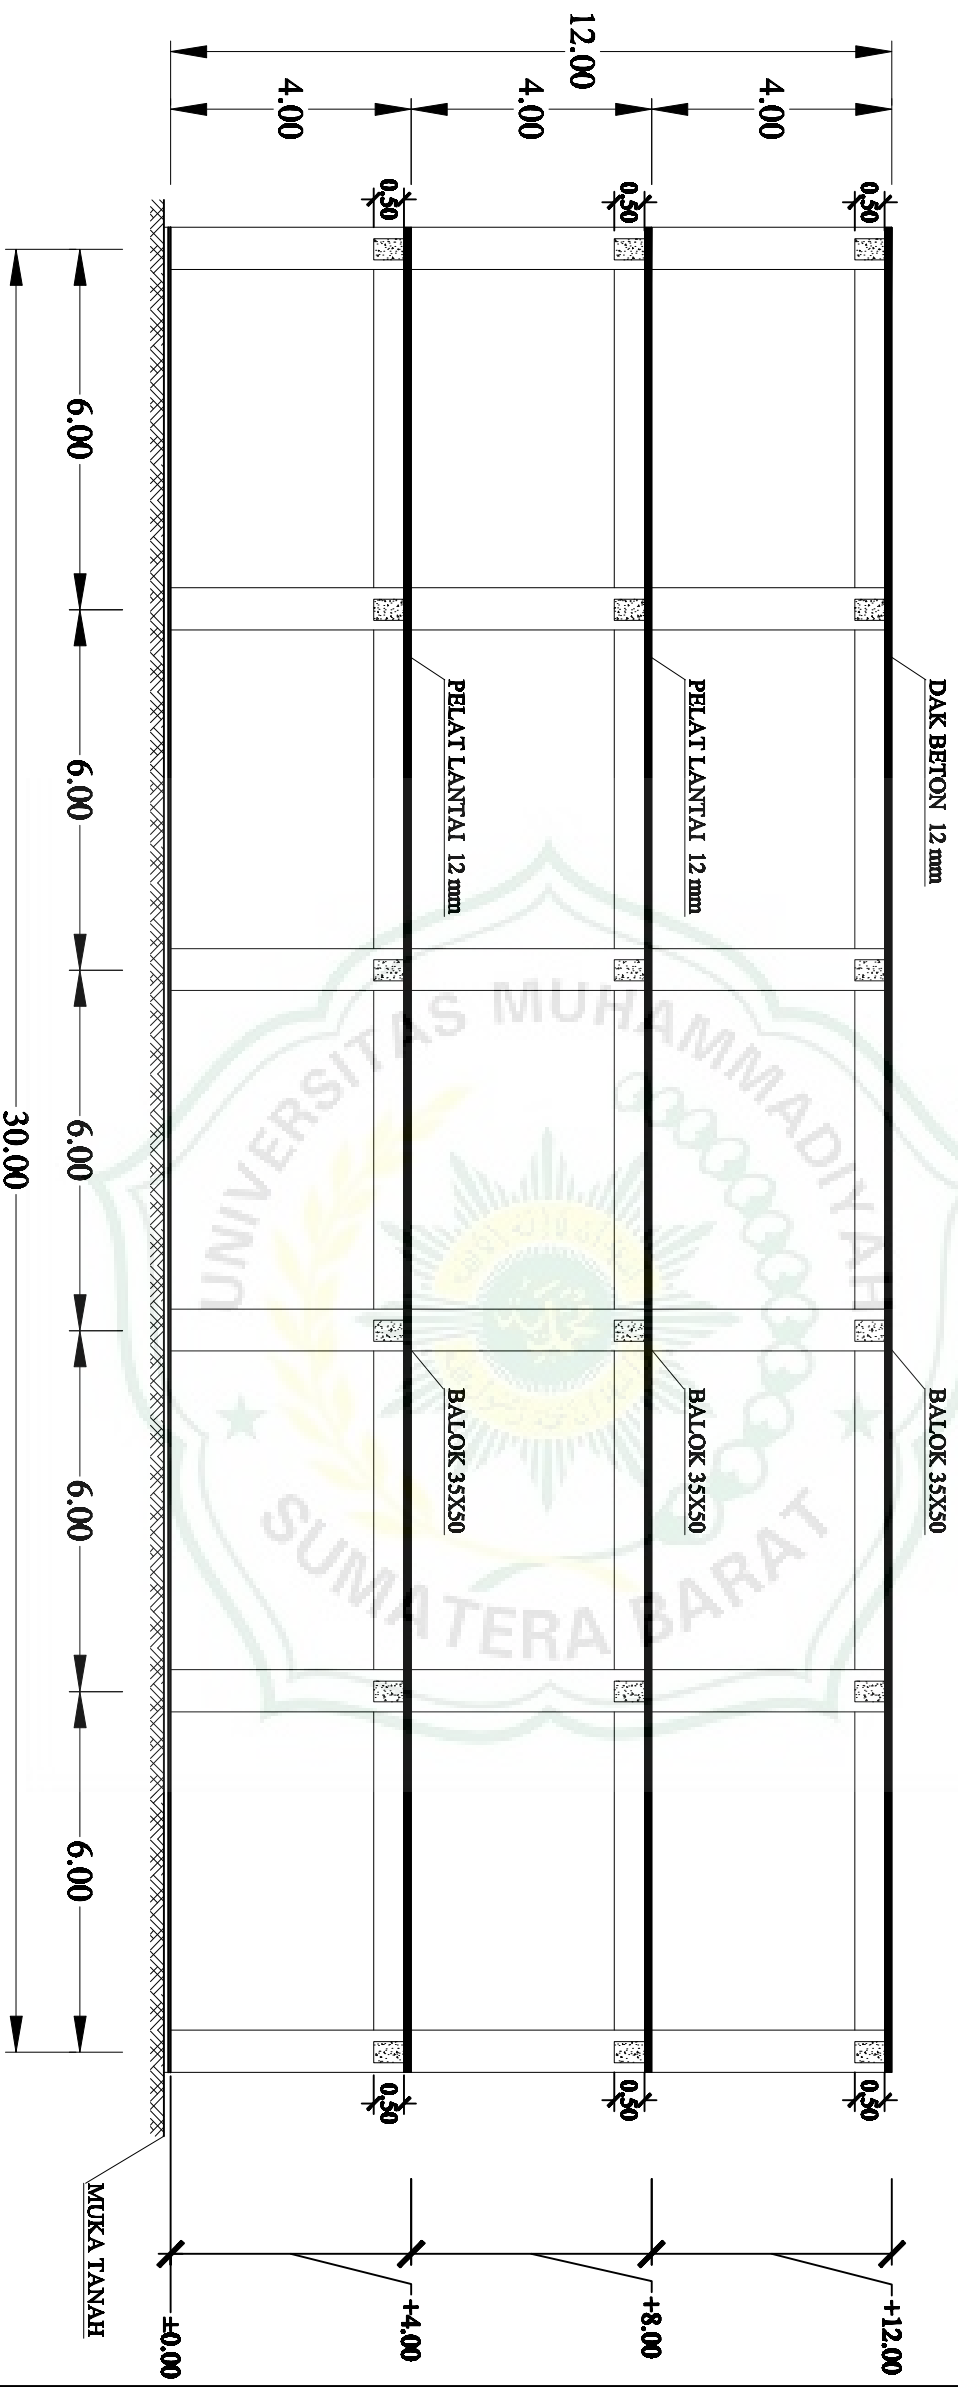 DAK BETON 12 mm
BALOK 35X50
+12.00
0,50
0,50
4.00
PELAT LANTAI 12 mm
BALOK 35X50
+8.00
0,50
0,50
12.00
4.00
PELAT LANTAI 12 mm
BALOK 35X50
+4.00
0,50
0,50
4.00
±0.00
MUKA TANAH
6.00
6.00
6.00
6.00
6.00
30.00
UNIVERSITAS MUHAMMADIYAH
SUMATERA BARAT